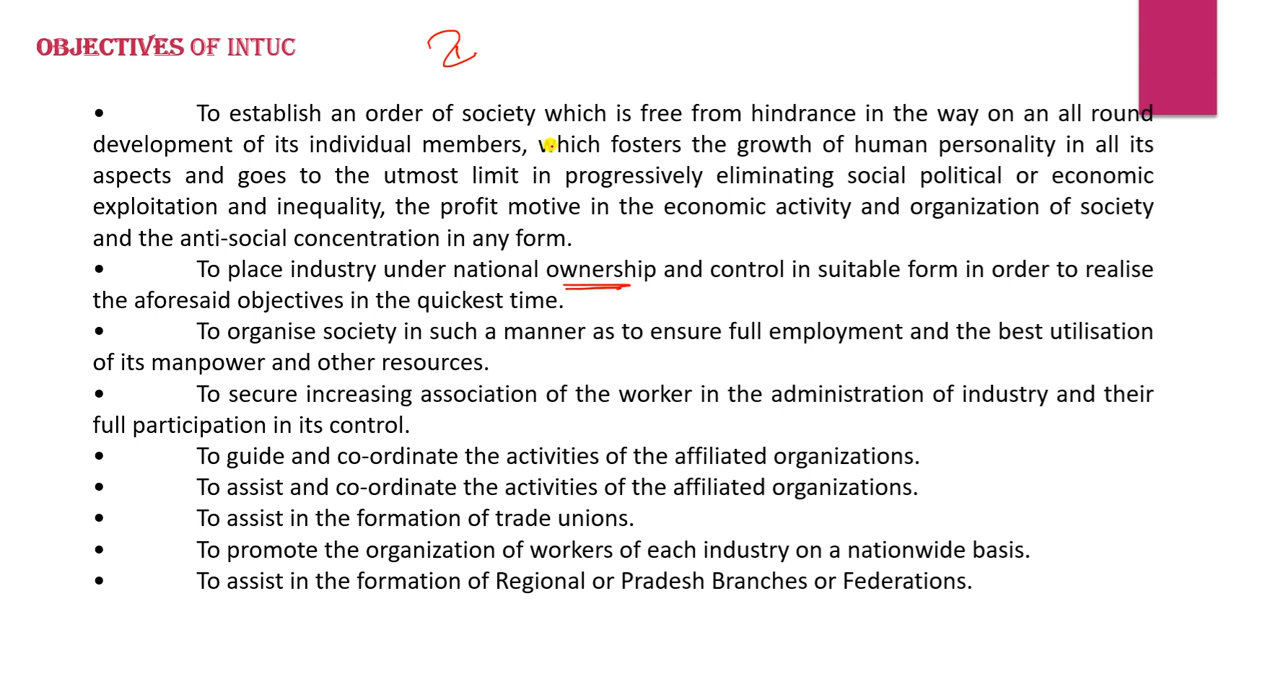 OBJECTIVES OF INTUC
• To establish an order of society which is free from hindrance in the way on an all round
development of its individual members, which fosters the growth of human personality in all its
aspects and goes to the utmost limit in progressively eliminating social political or economic
exploitation and inequality, the profit motive in the economic activity and organization of society
and the anti-social concentration in any form.
• To place industry under national ownership and control in suitable form in order to realise
the aforesaid objectives in the quickest time.
• To organise society in such a manner as to ensure full employment and the best utilisation
of its manpower and other resources.
• To secure increasing association of the worker in the administration of industry and their
full participation in its control.
• To guide and co-ordinate the activities of the affiliated organizations.
• To assist and co-ordinate the activities of the affiliated organizations.
• To assist in the formation of trade unions.
• To promote the organization of workers of each industry on a nationwide basis.
• To assist in the formation of Regional or Pradesh Branches or Federations.